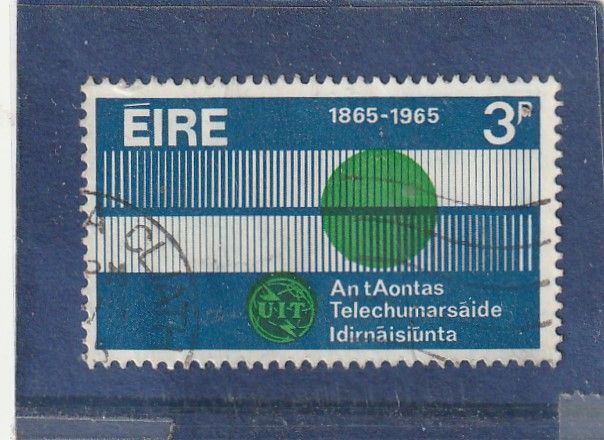 ÉIRE
1865-1965
3P
UIT
An tAontas
Telechumarsáide
Idirnáisiúnta